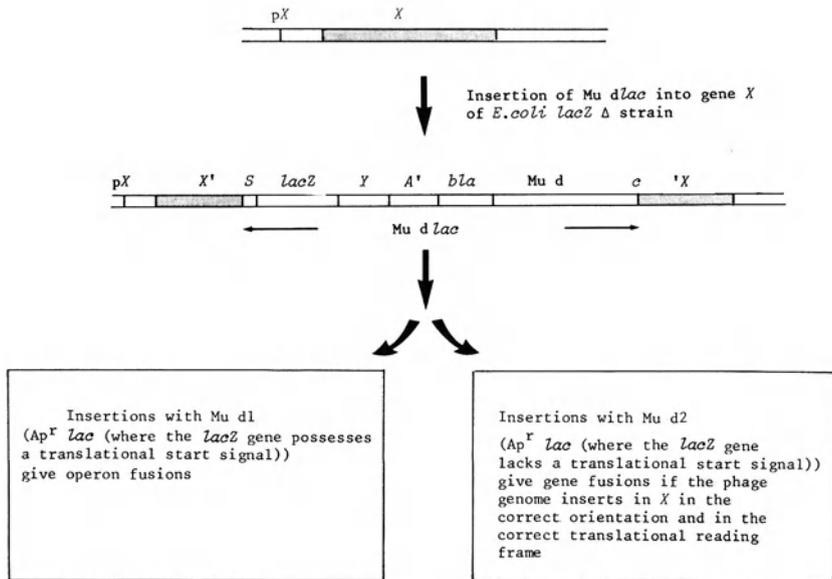 pX X
Insertion of Mu dlac into gene X
of E.coli lacZ Δ strain
pX X' S lacZ Y A' bla Mu d c 'X
Mu dlac
Insertions with Mu d1
(Apʳ lac (where the lacZ gene possesses
a translational start signal))
give operon fusions
Insertions with Mu d2
(Apʳ lac (where the lacZ gene
lacks a translational start signal))
give gene fusions if the phage
genome inserts in X in the
correct orientation and in the
correct translational reading
frame